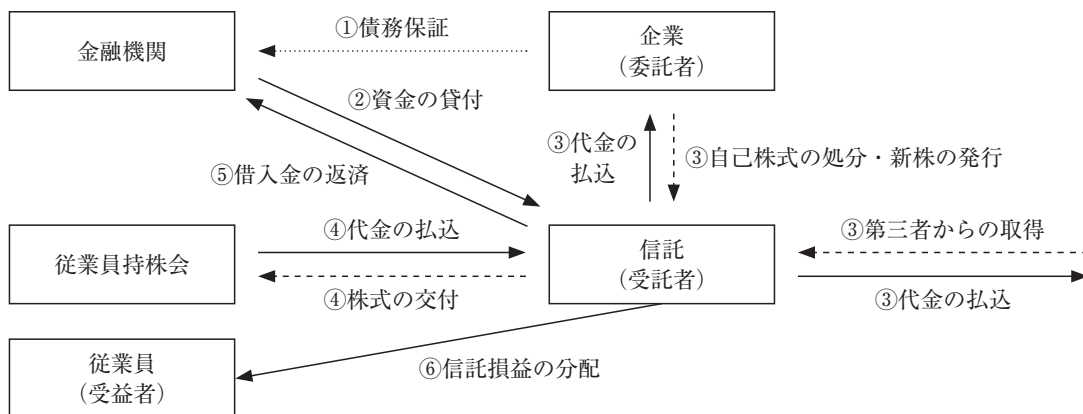 金融機関
①債務保証
企業
（委託者）
②資金の貸付
③代金の
払込
③自己株式の処分・新株の発行
⑤借入金の返済
従業員持株会
④代金の払込
④株式の交付
信託
（受託者）
③第三者からの取得
③代金の払込
従業員
（受益者）
⑥信託損益の分配